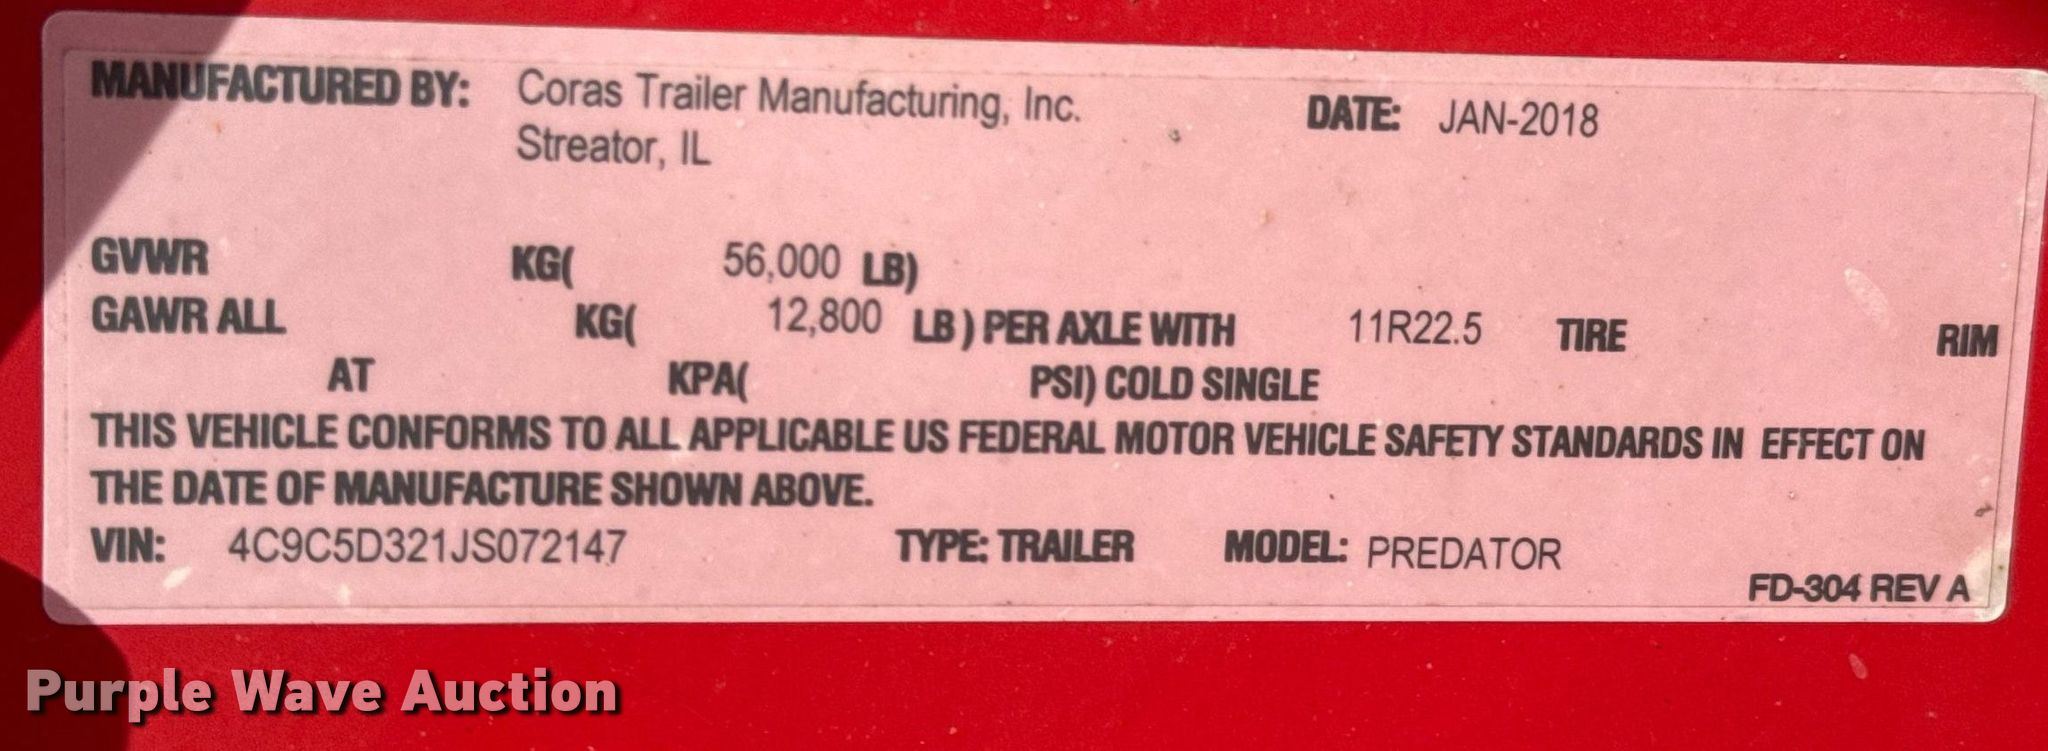 MANUFACTURED BY: Coras Trailer Manufacturing, Inc. DATE: JAN-2018
Streator, IL
GVWR KG( 56,000 LB)
GAWR ALL KG( 12,800 LB) PER AXLE WITH 11R22.5 TIRE RIM
AT KPA( PSI) COLD SINGLE
THIS VEHICLE CONFORMS TO ALL APPLICABLE US FEDERAL MOTOR VEHICLE SAFETY STANDARDS IN EFFECT ON
THE DATE OF MANUFACTURE SHOWN ABOVE.
VIN: 4C9C5D321JS072147 TYPE: TRAILER MODEL: PREDATOR
FD-304 REV A
Purple Wave Auction